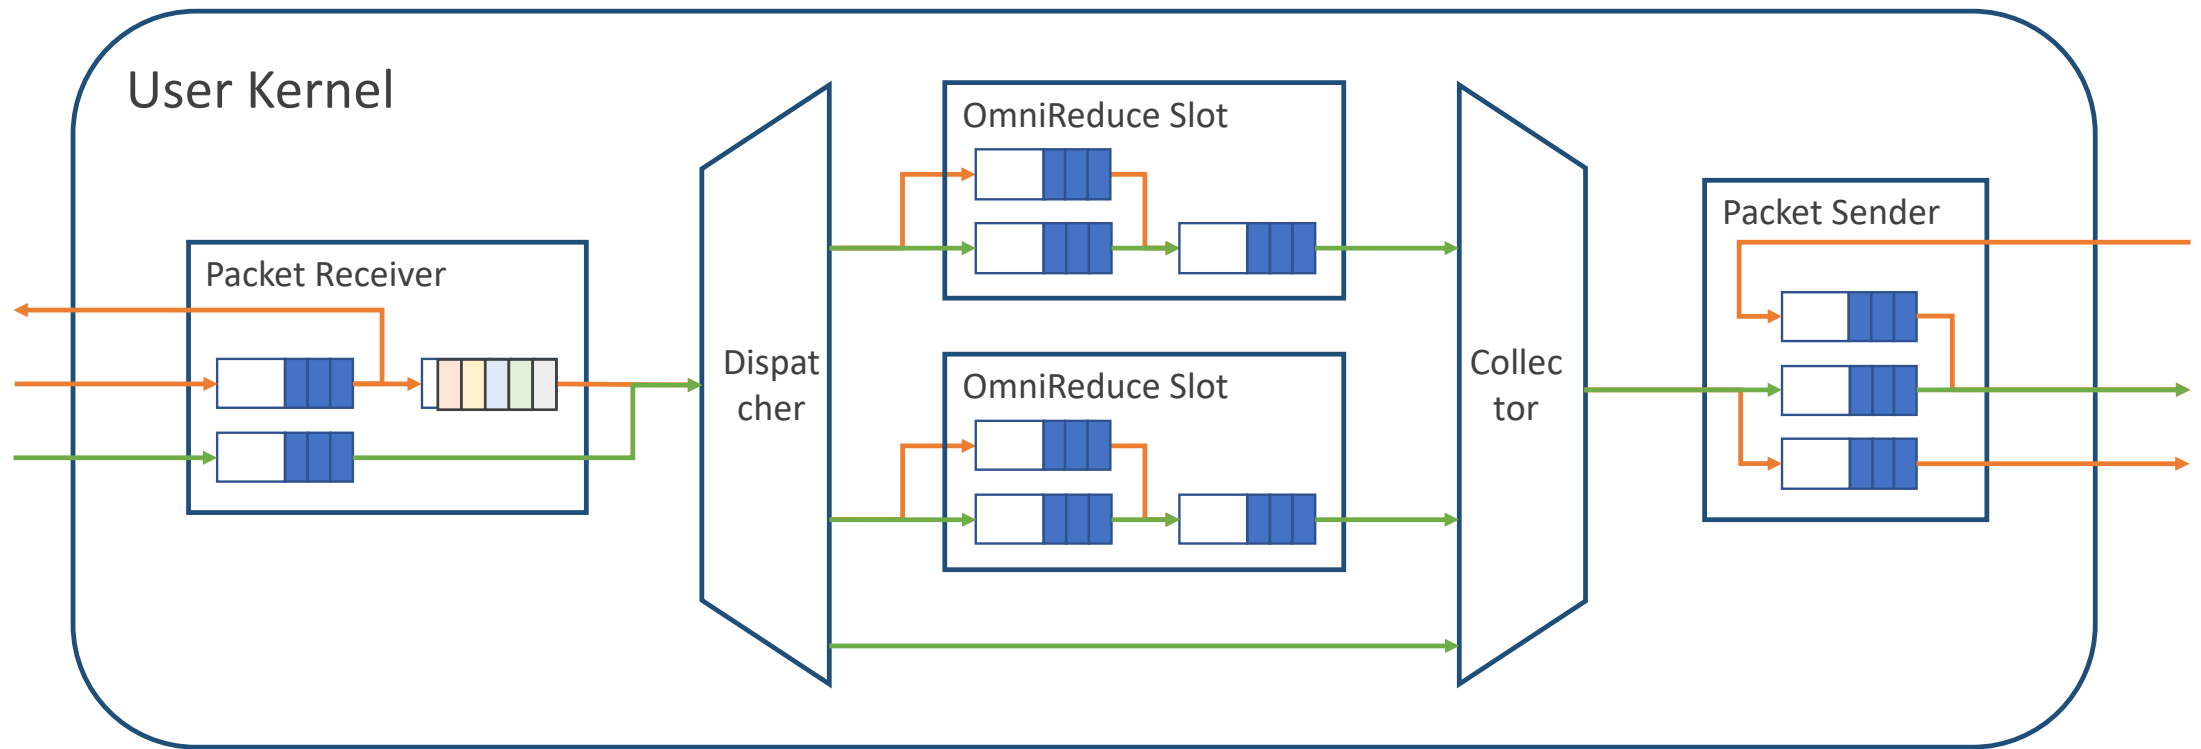 User Kernel
Packet Receiver
Dispat
cher
OmniReduce Slot
OmniReduce Slot
Collec
tor
Packet Sender